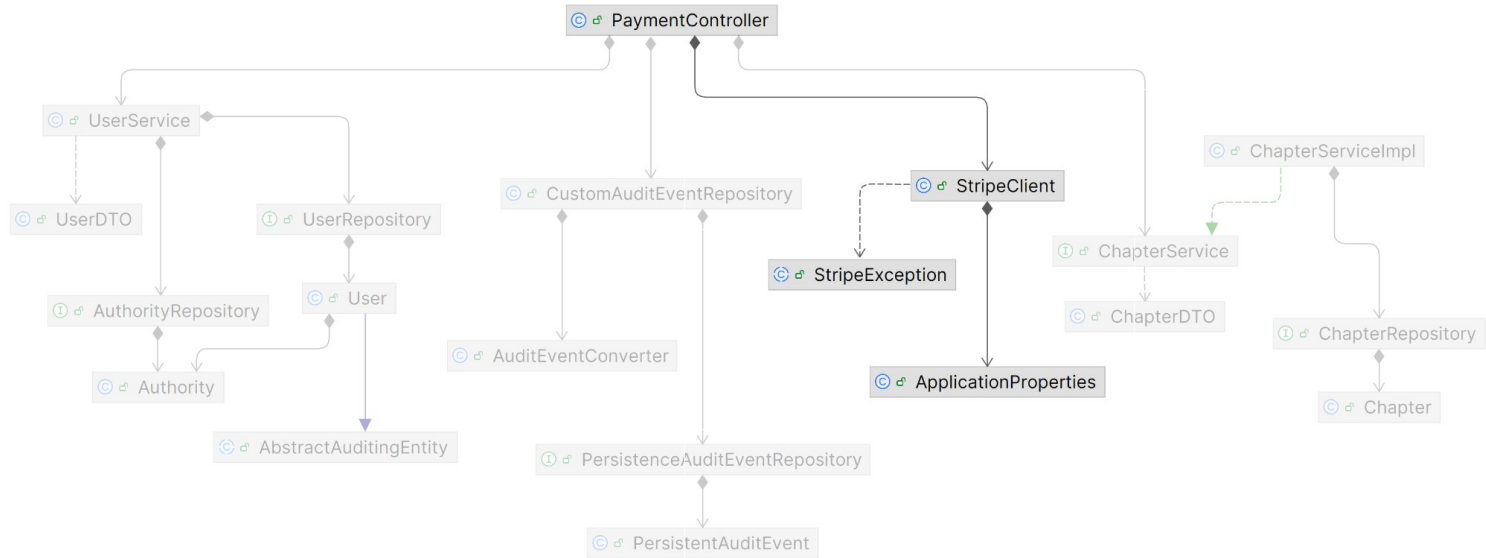 PaymentController
UserService
ChapterServiceImpl
CustomAuditEventRepository
StripeClient
UserDTO
UserRepository
ChapterService
StripeException
User
AuthorityRepository
ChapterDTO
ChapterRepository
AuditEventConverter
Authority
ApplicationProperties
Chapter
AbstractAuditingEntity
PersistenceAuditEventRepository
PersistentAuditEvent